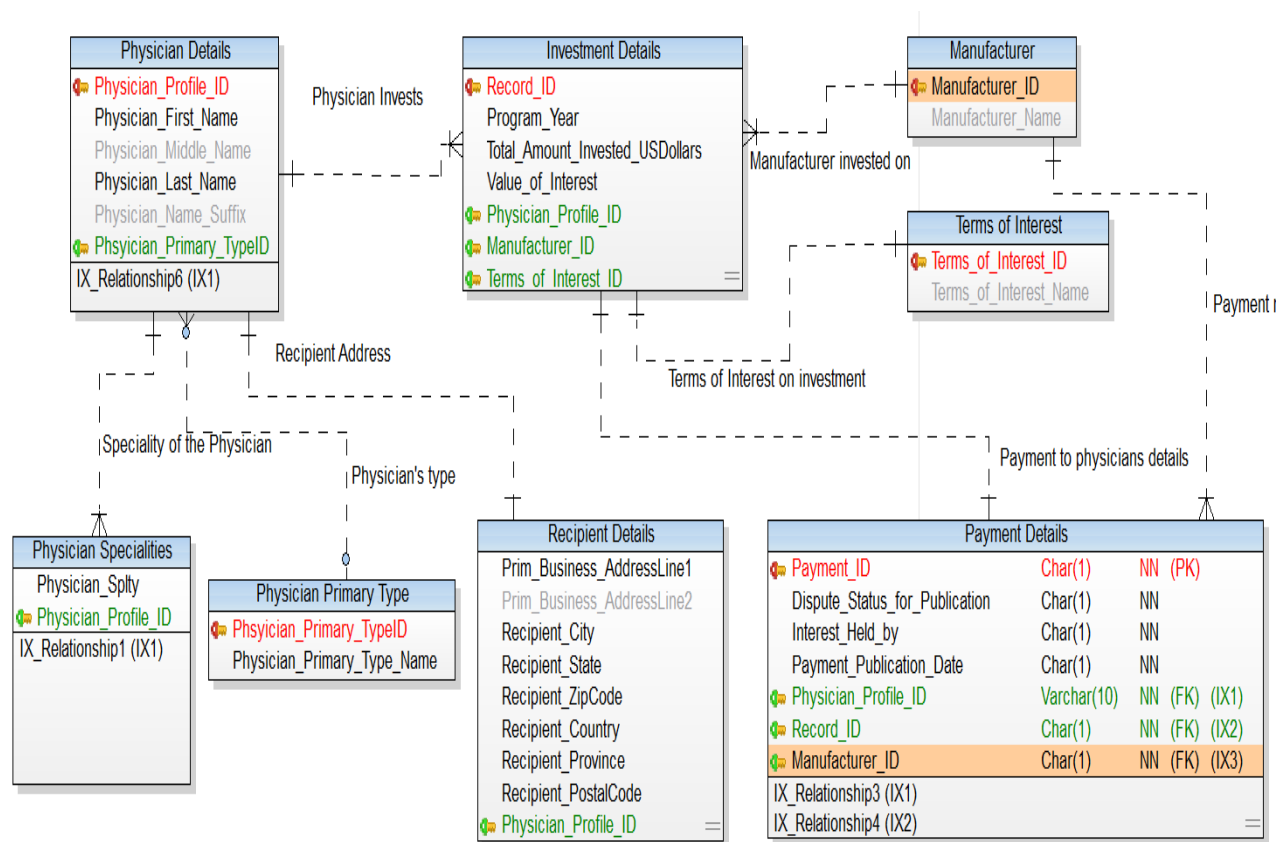 Physician Details
Physician_Profile_ID
Physician_First_Name
Physician_Middle_Name
Physician_Last_Name
Physician_Name_Suffix
Phsyician_Primary_TypeID
IX_Relationship6 (IX1)
Physician Invests
Investment Details
Record_ID
Program_Year
Total_Amount_Invested_USDollars
Value_of_Interest
Physician_Profile_ID
Manufacturer_ID
Terms_of_Interest_ID
Manufacturer invested on
Manufacturer
Manufacturer_ID
Manufacturer_Name
Terms of Interest
Terms_of_Interest_ID
Terms_of_Interest_Name
Payment
Recipient Address
Terms of Interest on investment
Speciality of the Physician
Physician's type
Payment to physicians details
Physician Specialities
Physician_Splty
Physician_Profile_ID
IX_Relationship1 (IX1)
Physician Primary Type
Phsyician_Primary_TypeID
Physician_Primary_Type_Name
Recipient Details
Prim_Business_AddressLine1
Prim_Business_AddressLine2
Recipient_City
Recipient_State
Recipient_ZipCode
Recipient_Country
Recipient_Province
Recipient_PostalCode
Physician_Profile_ID
Payment Details
Payment_ID Char(1) NN (PK)
Dispute_Status_for_Publication Char(1) NN
Interest_Held_by Char(1) NN
Payment_Publication_Date Char(1) NN
Physician_Profile_ID Varchar(10) NN (FK) (IX1)
Record_ID Char(1) NN (FK) (IX2)
Manufacturer_ID Char(1) NN (FK) (IX3)
IX_Relationship3 (IX1)
IX_Relationship4 (IX2)